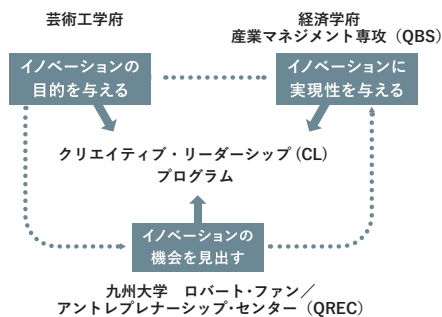 芸術工学府
経済学府
産業マネジメント専攻（QBS）
イノベーションの
目的を与える
イノベーションに
実現性を与える
クリエイティブ・リーダーシップ (CL)
プログラム
イノベーションの
機会を見出す
九州大学　ロバート・ファン／
アントレプレナーシップ・センター（QREC）